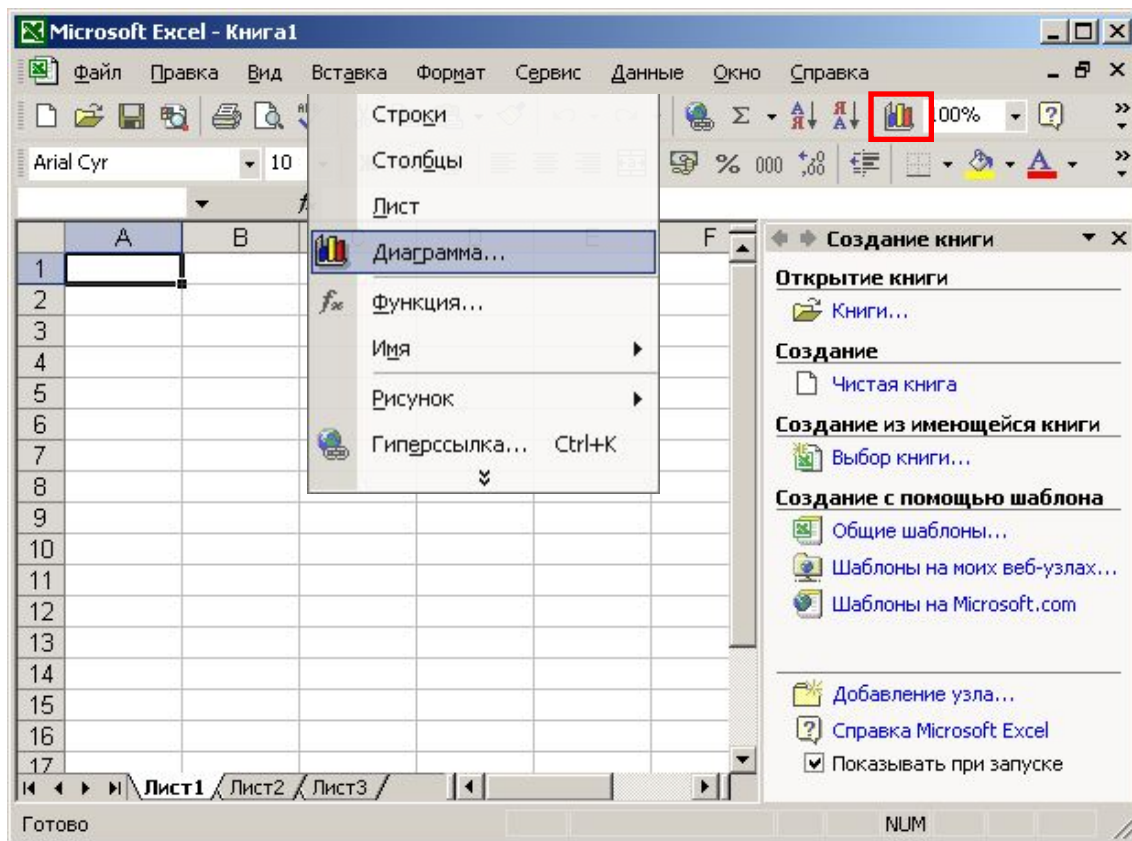 Microsoft Excel - Книга1
Файл Правка Вид Вставка Формат Сервис Данные Окно Справка
100%
Arial Cyr 10 % 000
Строки
Столбцы
Лист
Диаграмма...
Функция...
Имя
Рисунок
Гиперссылка... Ctrl+K
A B F
1
2
3
4
5
6
7
8
9
10
11
12
13
14
15
16
17
Создание книги
Открытие книги
Книги...
Создание
Чистая книга
Создание из имеющейся книги
Выбор книги...
Создание с помощью шаблона
Общие шаблоны...
Шаблоны на моих веб-узлах...
Шаблоны на Microsoft.com
Добавление узла...
Справка Microsoft Excel
Показывать при запуске
Лист1 Лист2 Лист3
Готово NUM